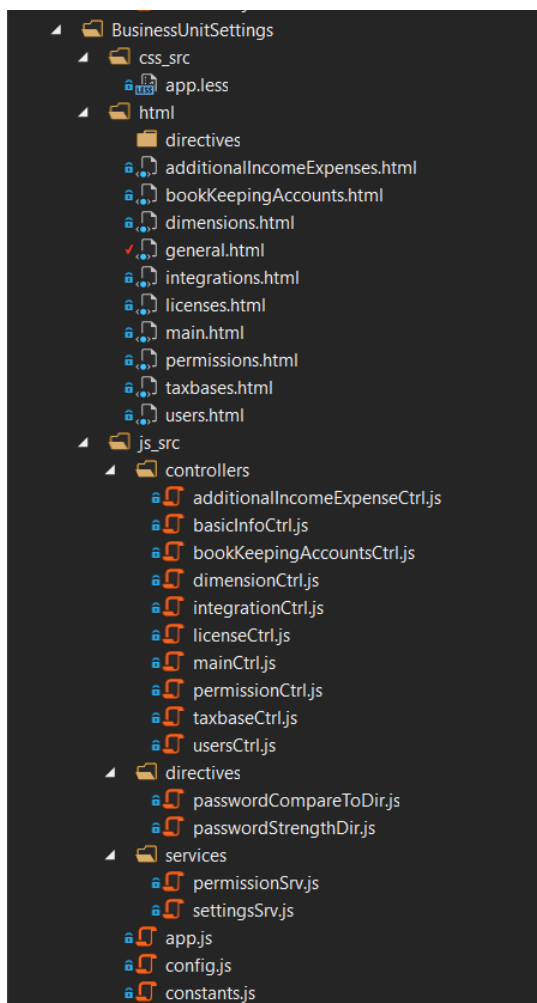 BusinessUnitSettings
css_src
LESS app.less
html
directives
additionalIncomeExpenses.html
bookKeepingAccounts.html
dimensions.html
general.html
integrations.html
licenses.html
main.html
permissions.html
taxbases.html
users.html
js_src
controllers
additionalIncomeExpenseCtrl.js
basicInfoCtrl.js
bookKeepingAccountsCtrl.js
dimensionCtrl.js
integrationCtrl.js
licenseCtrl.js
mainCtrl.js
permissionCtrl.js
taxbaseCtrl.js
usersCtrl.js
directives
passwordCompareToDir.js
passwordStrengthDir.js
services
permissionSrv.js
settingsSrv.js
app.js
config.js
constants.js